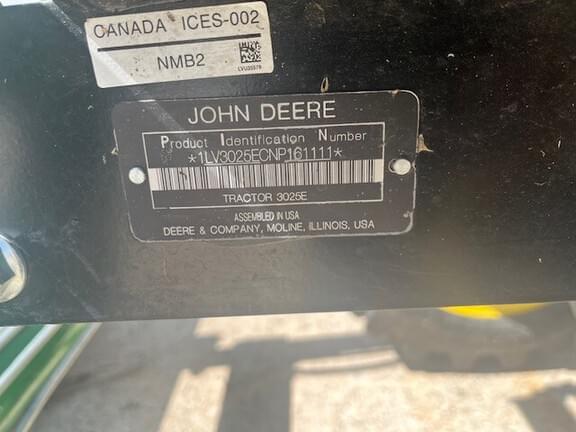 CANADA ICES-002
NMB2
LVU35579
JOHN DEERE
Product Identification Number
*1LV3025ECNP161111*
TRACTOR 3025E
ASSEMBLED IN USA
DEERE & COMPANY, MOLINE, ILLINOIS, USA